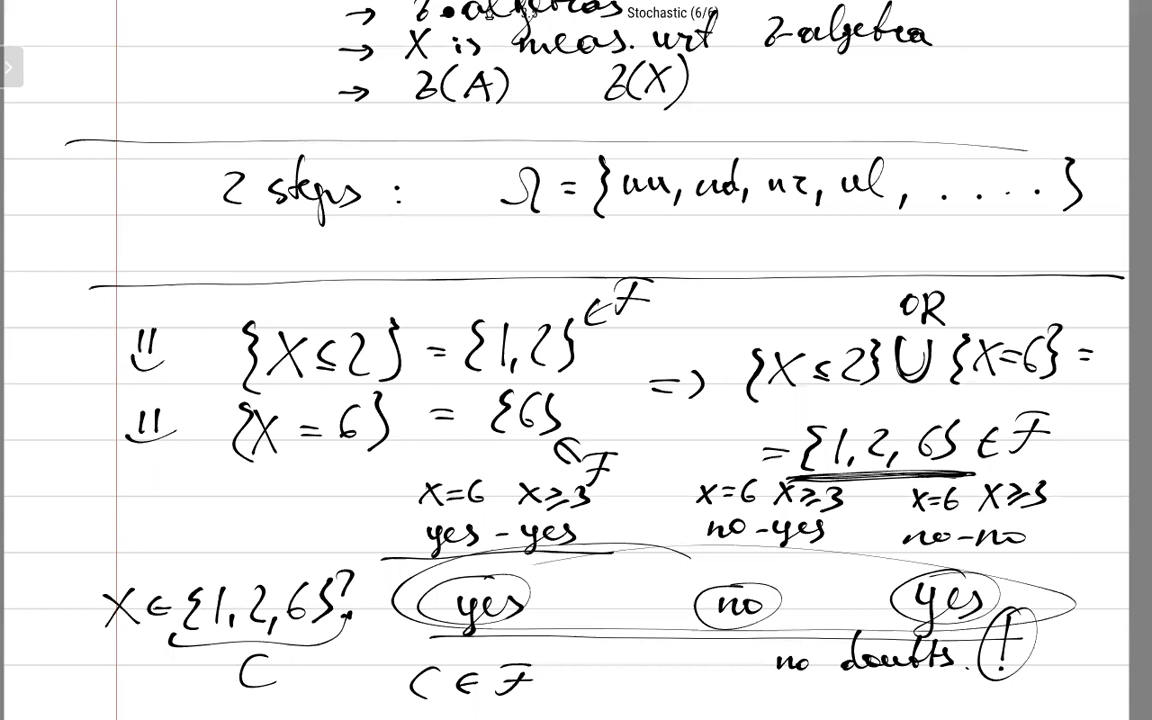 → σ-algebras
Stochastic (6/6)
→ X is meas. wrt σ-algebra
→ σ(A) σ(X)
2 steps : Ω = {uu, ud, ur, ul, . . . . }
{X ≤ 2} = {1, 2} ∈ F
OR
=> {X ≤ 2} ∪ {X = 6} =
{X = 6} = {6} ∈ F
= {1, 2, 6} ∈ F
X=6 X≥3 X=6 X≥3 X=6 X≥3
yes - yes no - yes no - no
X ∈ {1, 2, 6}? yes no yes
C C ∈ F no doubts. !